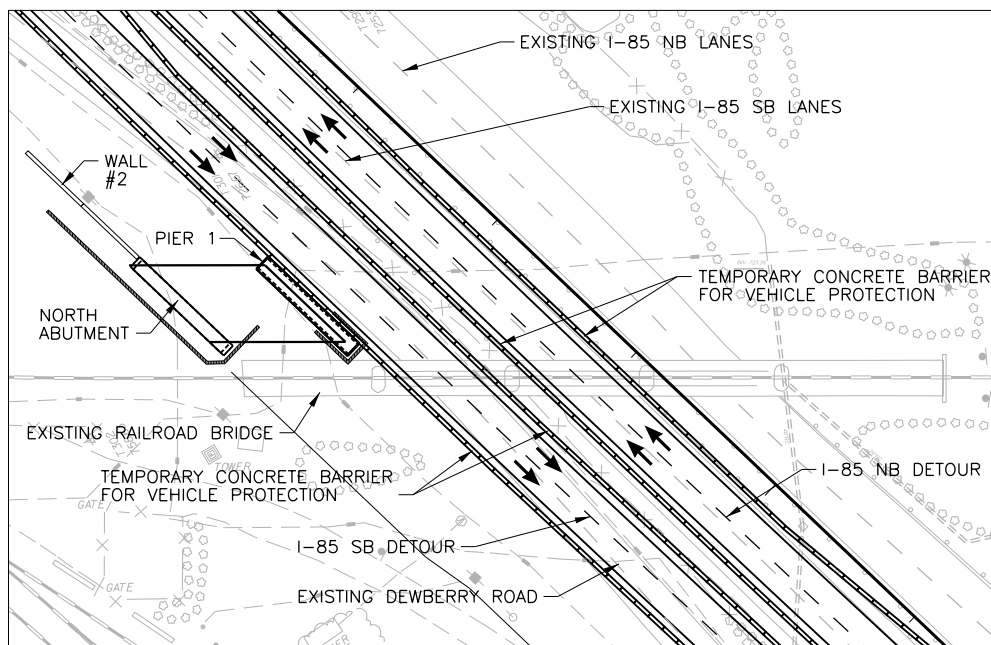 EXISTING I-85 NB LANES
EXISTING I-85 SB LANES
WALL
#2
PIER 1
TEMPORARY CONCRETE BARRIER
FOR VEHICLE PROTECTION
NORTH
ABUTMENT
EXISTING RAILROAD BRIDGE
TOWER
TEMPORARY CONCRETE BARRIER
FOR VEHICLE PROTECTION
I-85 NB DETOUR
GATE
I-85 SB DETOUR
GATE
EXISTING DEWBERRY ROAD